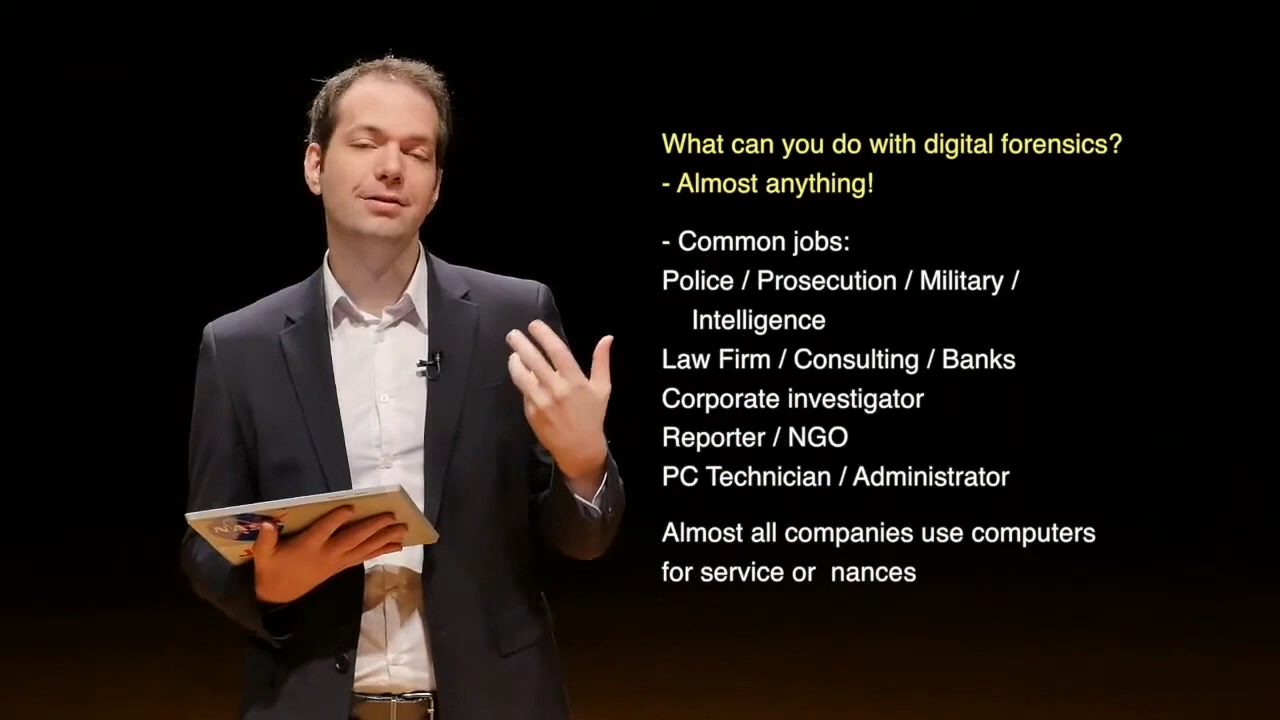 What can you do with digital forensics?
- Almost anything!
- Common jobs:
Police / Prosecution / Military /
Intelligence
Law Firm / Consulting / Banks
Corporate investigator
Reporter / NGO
PC Technician / Administrator
Almost all companies use computers
for service or nances
NASA